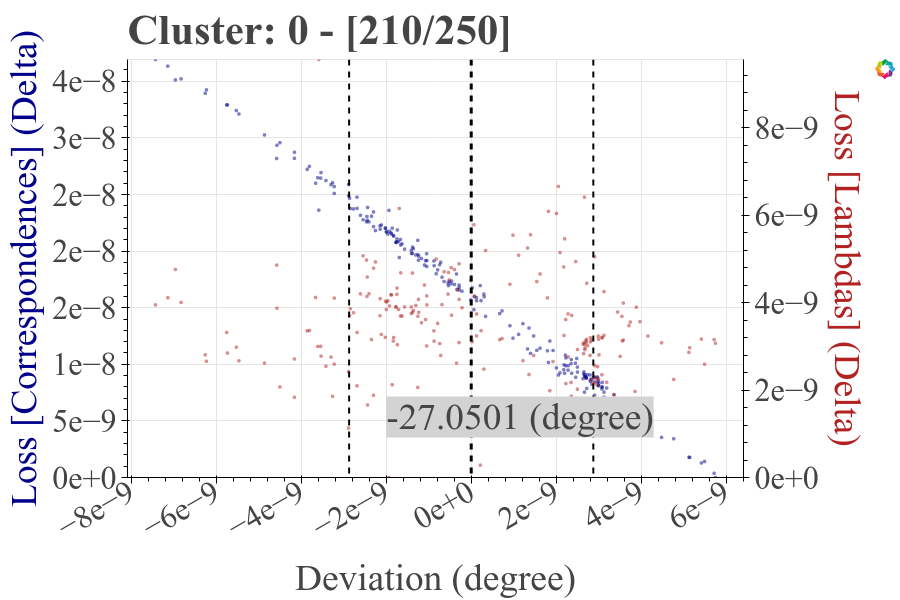 Cluster: 0 - [210/250]
Loss [Correspondences] (Delta)
4e−8
3e−8
2e−8
2e−8
2e−8
1e−8
5e−9
0e+0
8e−9
6e−9
4e−9
2e−9
0e+0
Loss [Lambdas] (Delta)
-27.0501 (degree)
−8e−9
−6e−9
−4e−9
−2e−9
0e+0
2e−9
4e−9
6e−9
Deviation (degree)